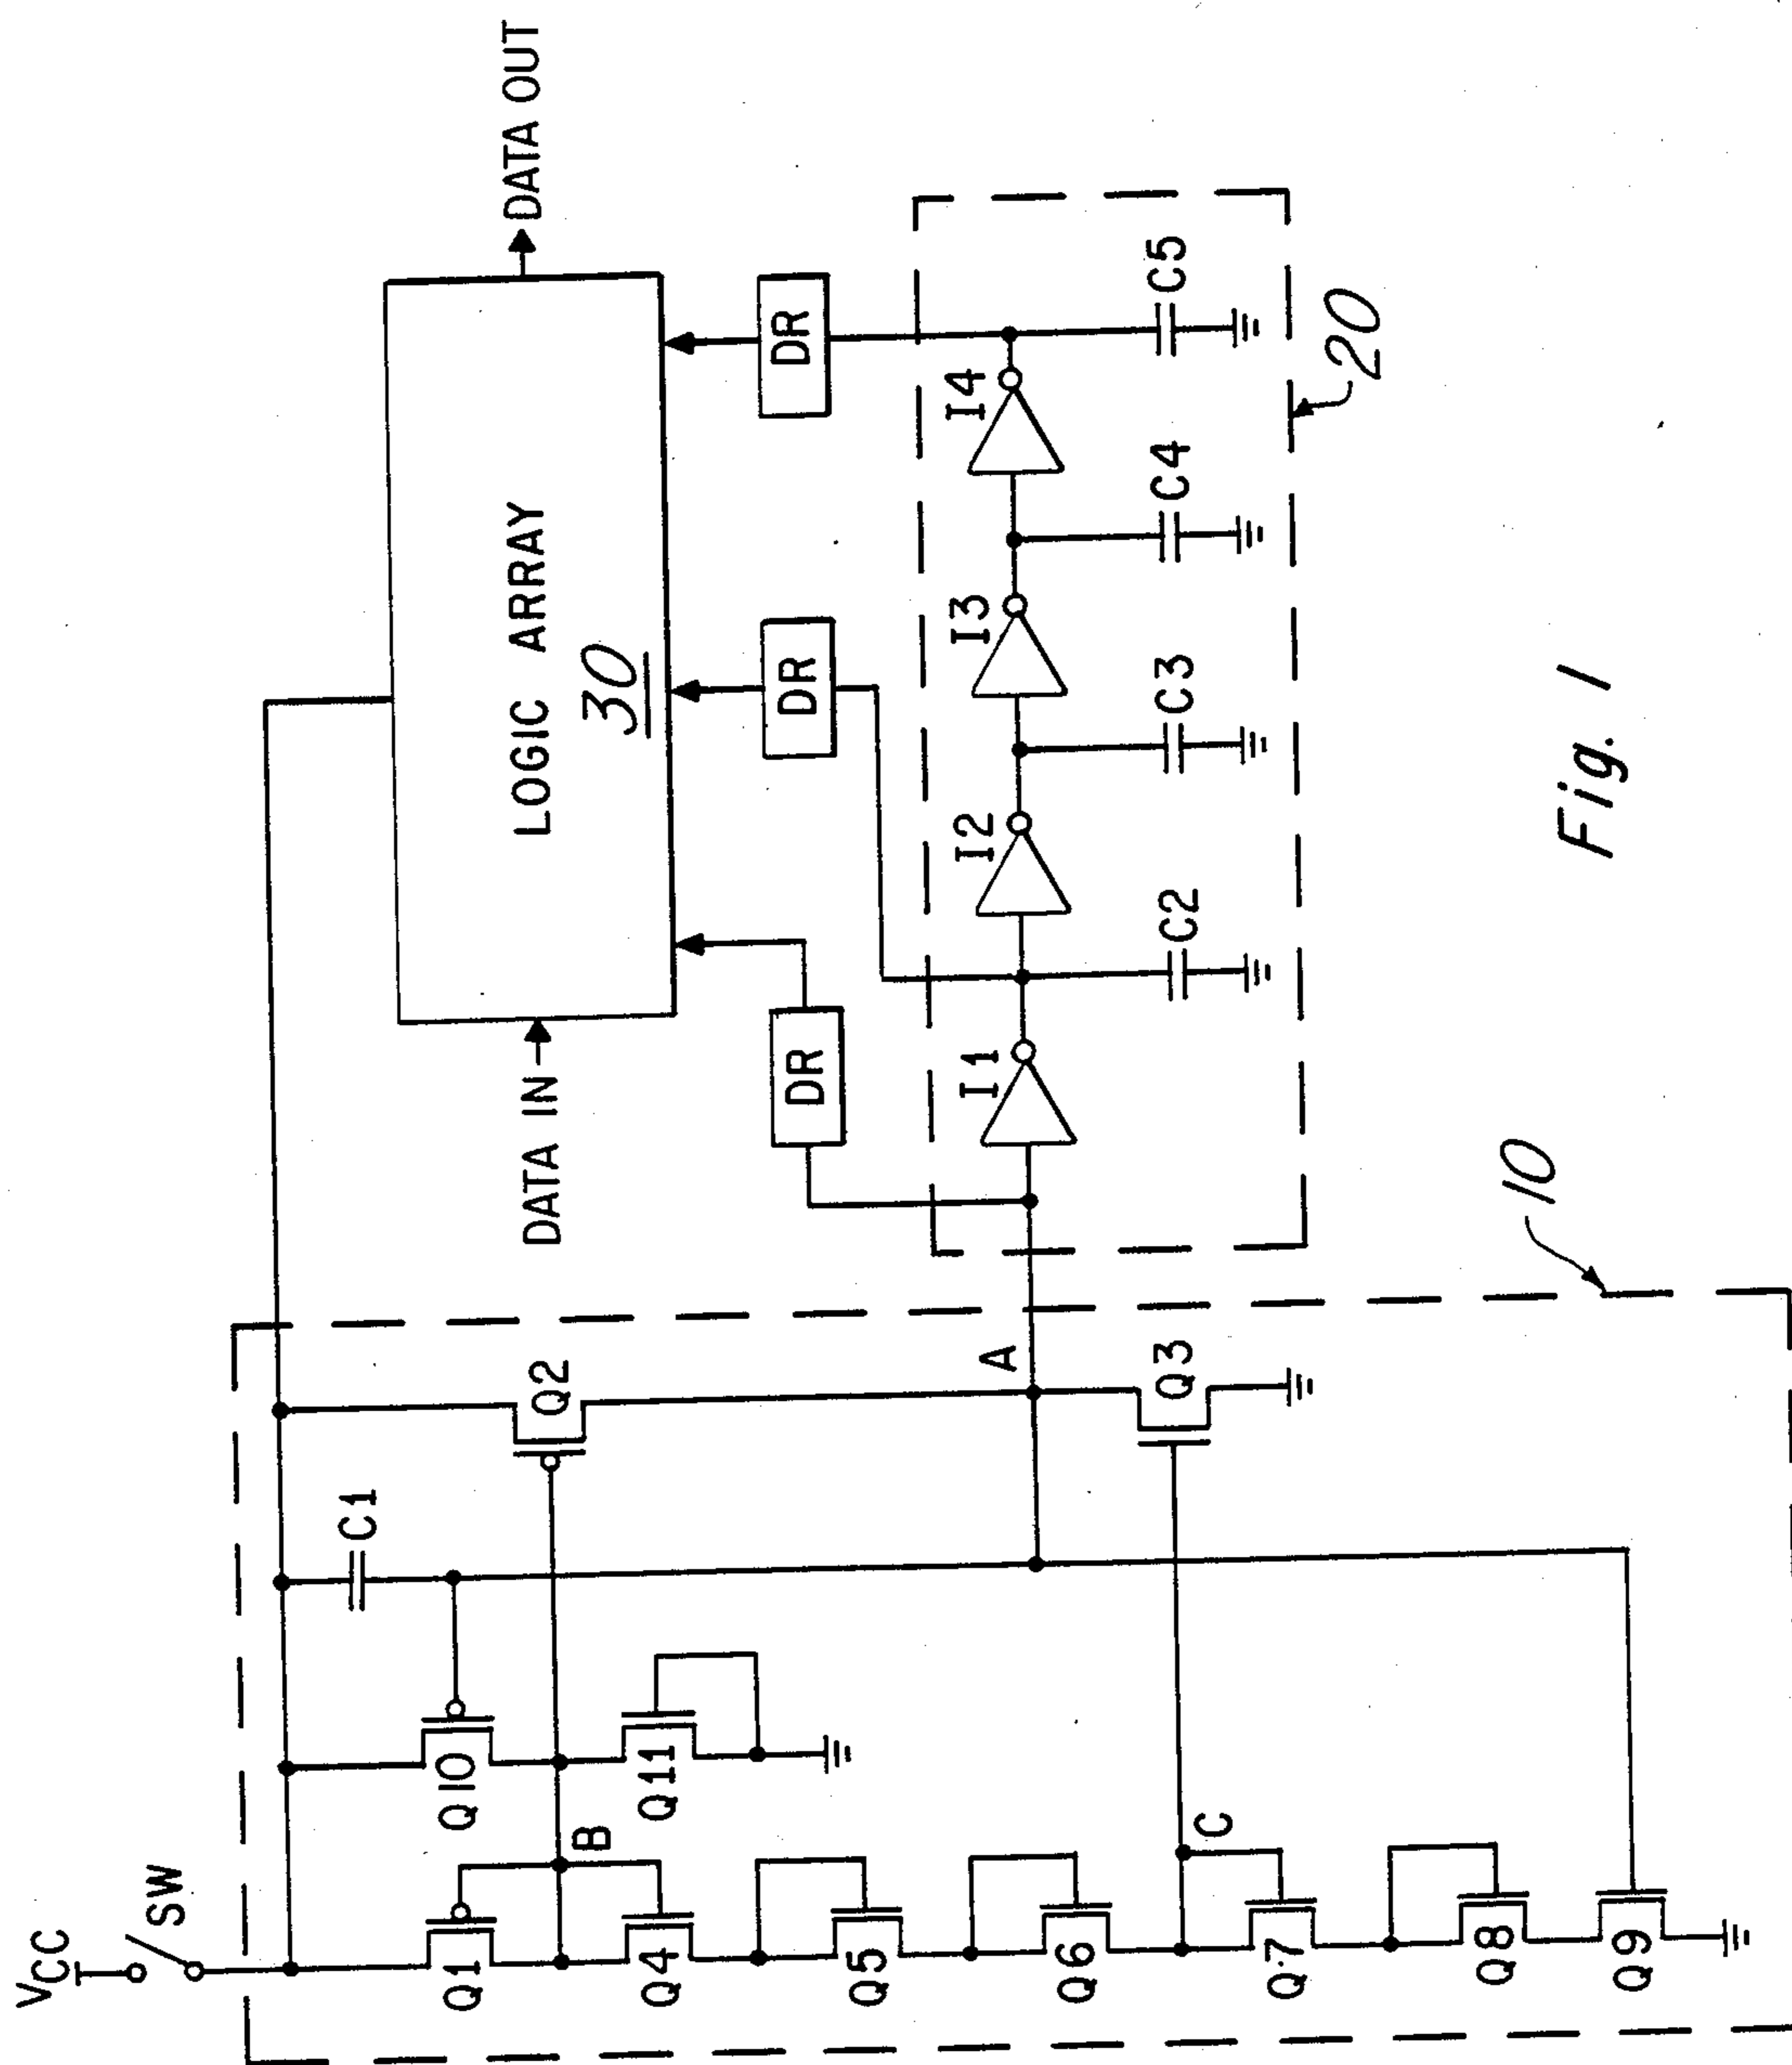 VCC
SW
Q1
Q4
Q5
Q6
Q7
Q8
Q9
B
C
Q10
Q11
C1
Q2
A
Q3
10
DATA IN
LOGIC ARRAY
30
DATA OUT
DR
DR
DR
I1
I2
I3
I4
C2
C3
C4
C5
20
Fig. 1